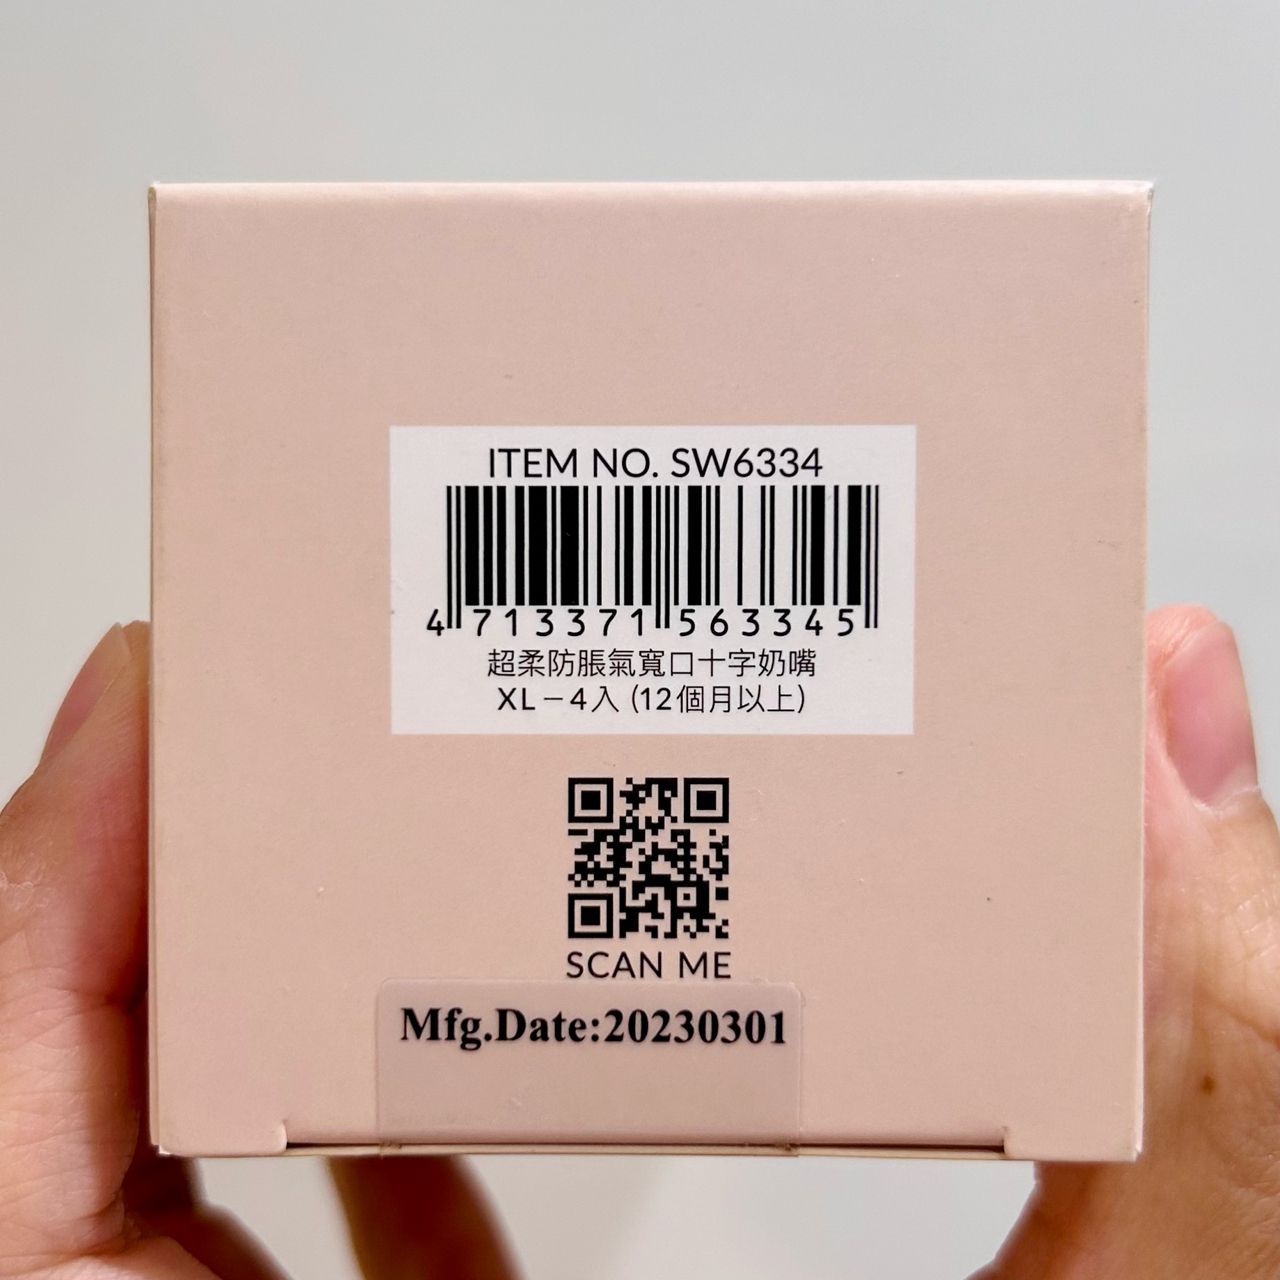 ITEM NO. SW6334
4 713371 563345
超柔防脹氣寬口十字奶嘴
XL－4入 (12個月以上)
SCAN ME
Mfg.Date:20230301